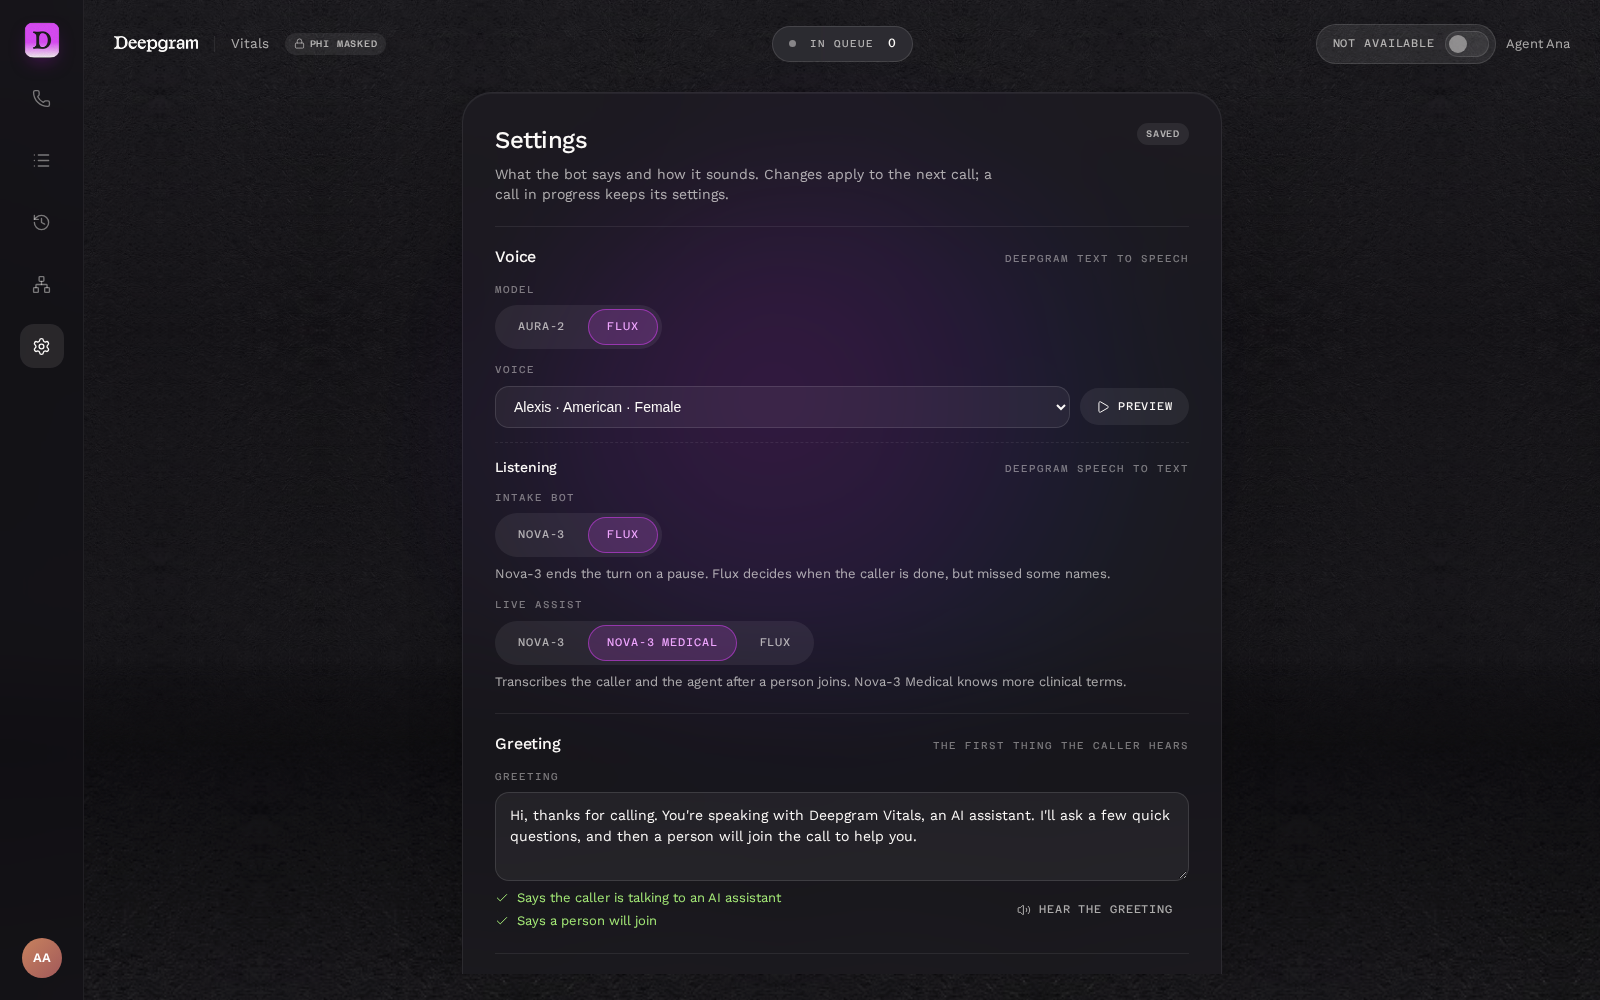 D
Deepgram
Vitals
PHI MASKED
IN QUEUE 0
NOT AVAILABLE
Agent Ana
Settings
SAVED
What the bot says and how it sounds. Changes apply to the next call; a
call in progress keeps its settings.
Voice
DEEPGRAM TEXT TO SPEECH
MODEL
AURA-2
FLUX
VOICE
Alexis · American · Female
PREVIEW
Listening
DEEPGRAM SPEECH TO TEXT
INTAKE BOT
NOVA-3
FLUX
Nova-3 ends the turn on a pause. Flux decides when the caller is done, but missed some names.
LIVE ASSIST
NOVA-3
NOVA-3 MEDICAL
FLUX
Transcribes the caller and the agent after a person joins. Nova-3 Medical knows more clinical terms.
Greeting
THE FIRST THING THE CALLER HEARS
GREETING
Hi, thanks for calling. You're speaking with Deepgram Vitals, an AI assistant. I'll ask a few quick
questions, and then a person will join the call to help you.
Says the caller is talking to an AI assistant
Says a person will join
HEAR THE GREETING
AA